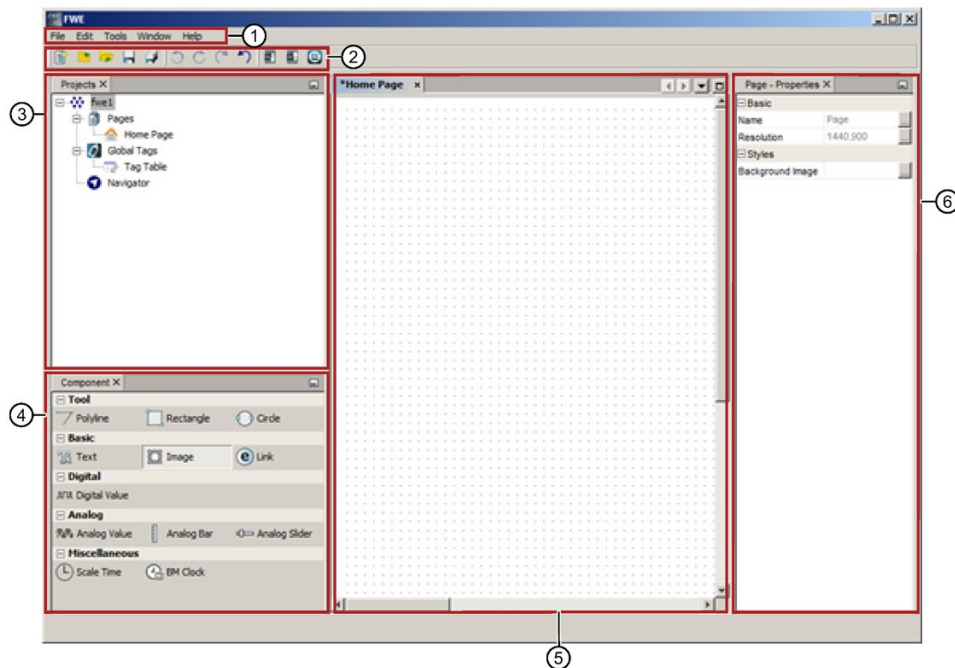 FWE
File Edit Tools Window Help
1
2
Projects
fwe1
Pages
Home Page
Global Tags
Tag Table
Navigator
3
Component
Tool
Polyline Rectangle Circle
Basic
Text Image Link
Digital
Digital Value
Analog
Analog Value Analog Bar Analog Slider
Miscellaneous
Scale Time BM Clock
4
*Home Page
5
Page - Properties
Basic
Name Page
Resolution 1440,900
Styles
Background Image
6